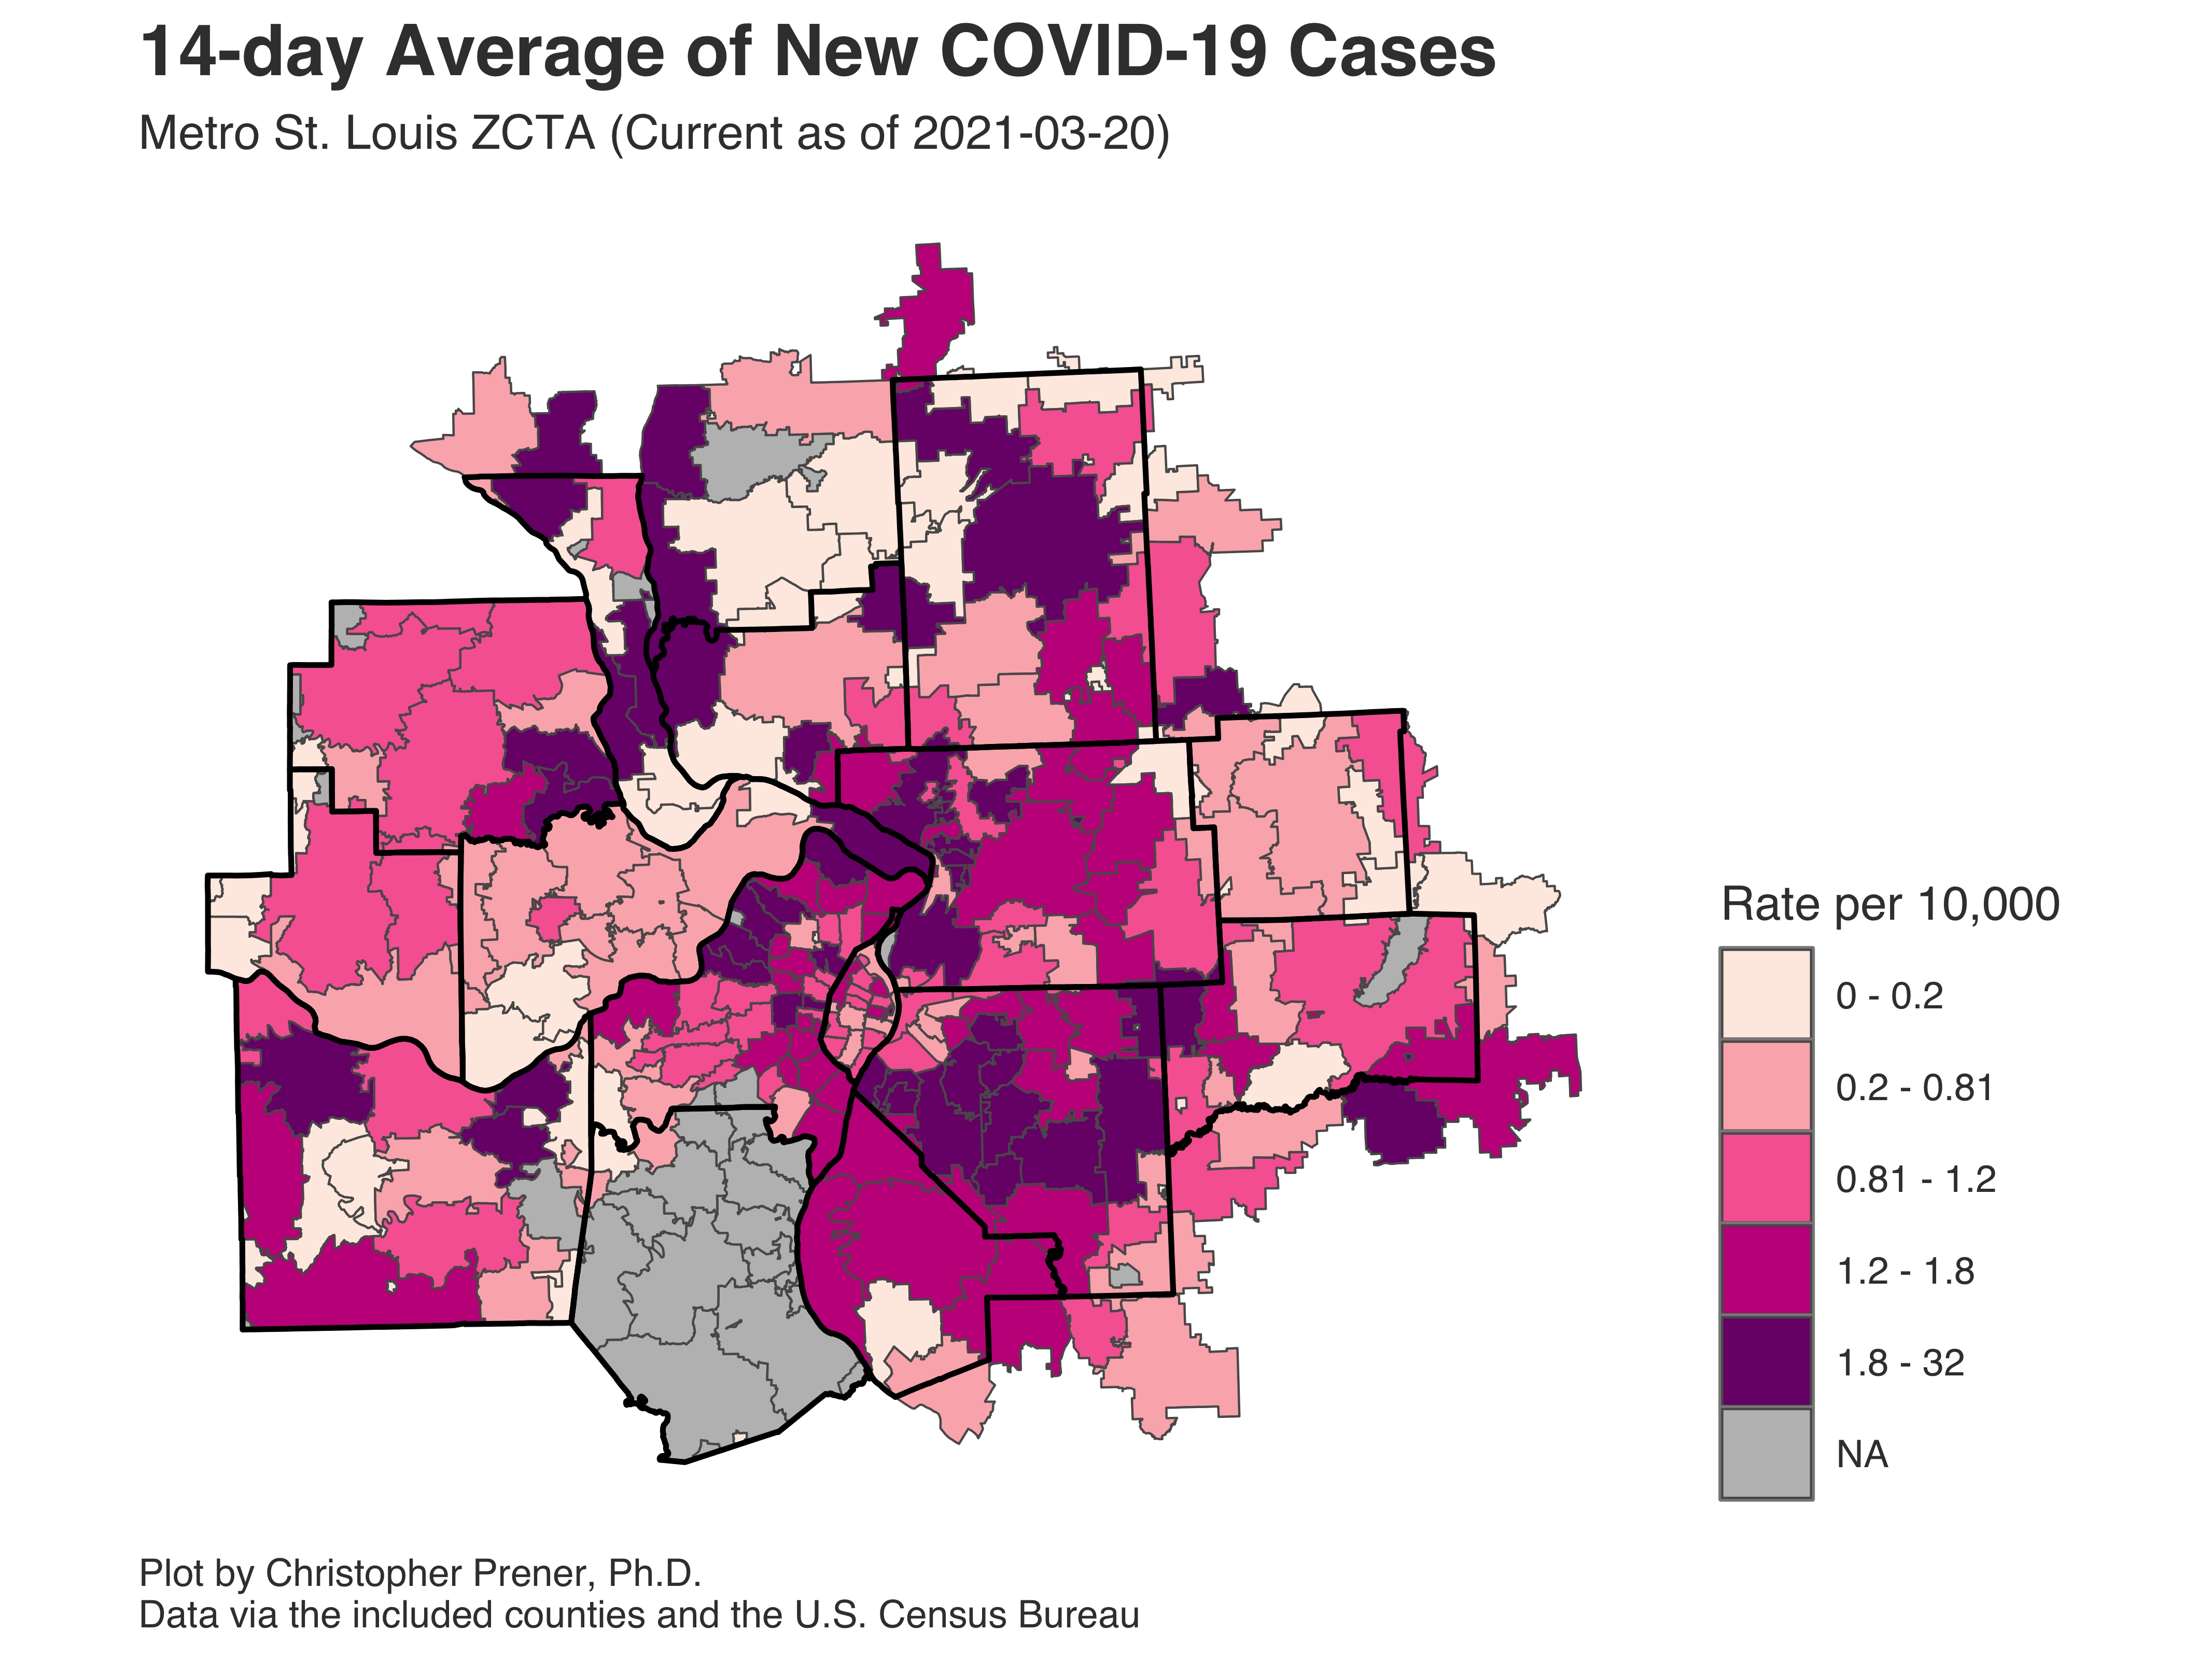 14-day Average of New COVID-19 Cases
Metro St. Louis ZCTA (Current as of 2021-03-20)
Rate per 10,000
0 - 0.2
0.2 - 0.81
0.81 - 1.2
1.2 - 1.8
1.8 - 32
NA
Plot by Christopher Prener, Ph.D.
Data via the included counties and the U.S. Census Bureau